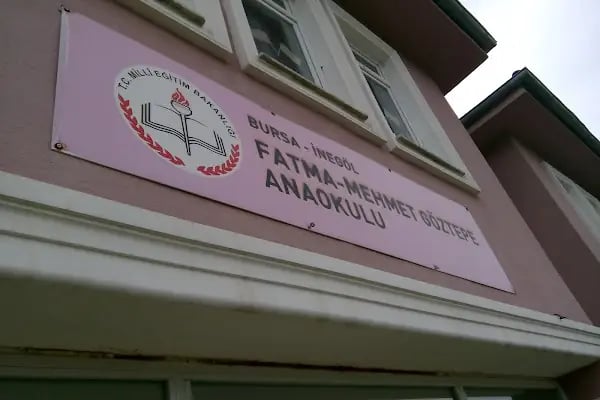 T.C. MİLLİ EĞİTİM BAKANLIĞI
BURSA - İNEGÖL
FATMA-MEHMET GÖZTEPE
ANAOKULU